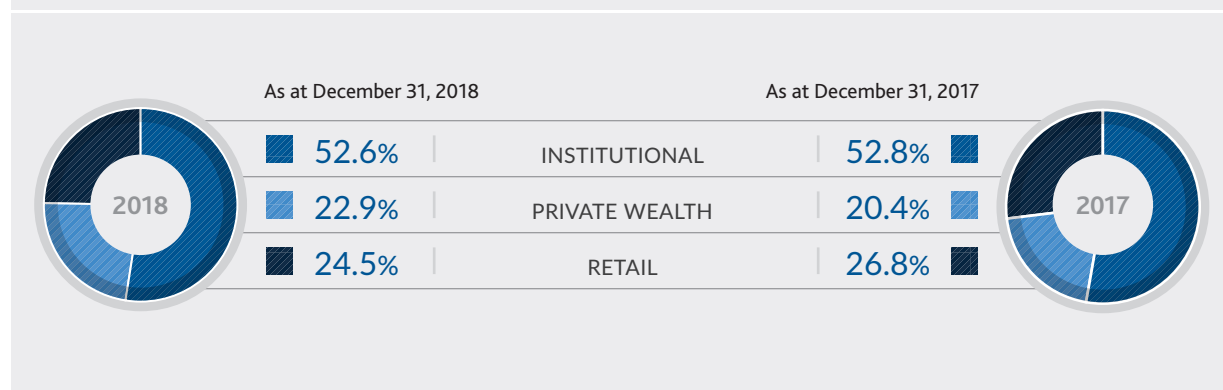 As at December 31, 2018 As at December 31, 2017
52.6% INSTITUTIONAL 52.8%
2018 22.9% PRIVATE WEALTH 20.4% 2017
24.5% RETAIL 26.8%